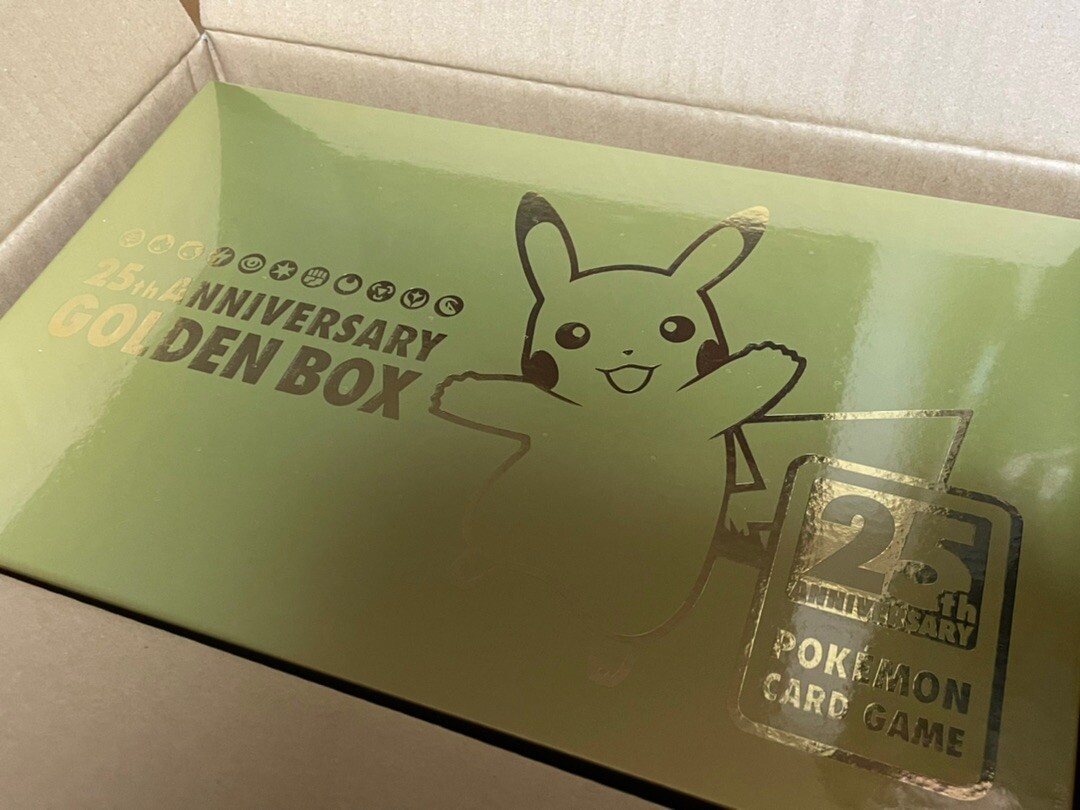 25th ANNIVERSARY
GOLDEN BOX
25th
ANNIVERSARY
POKÉMON
CARD GAME